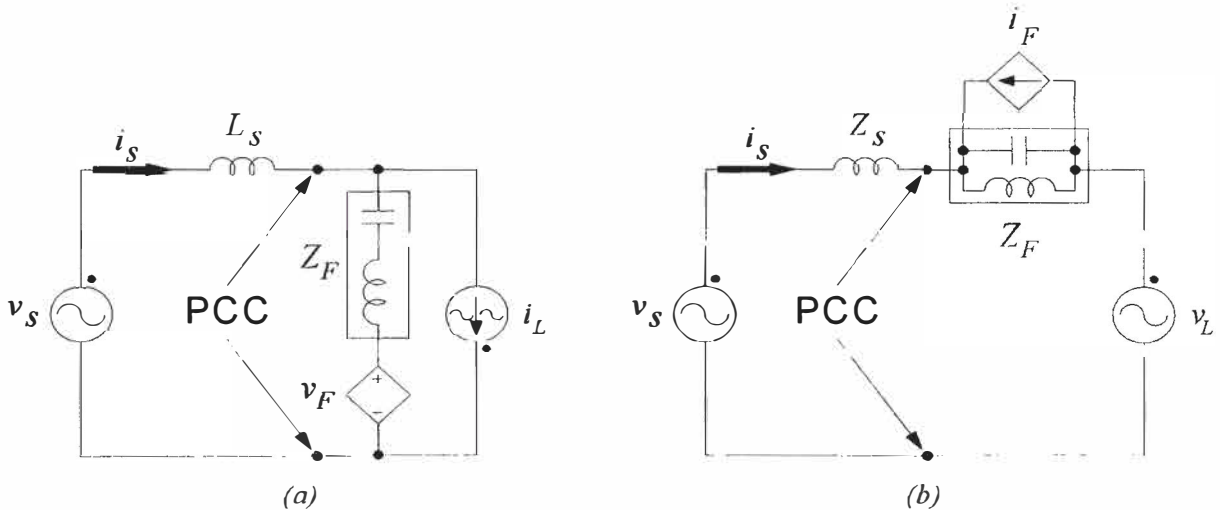 i_F
i_S
L_S
i_S
Z_S
Z_F
Z_F
v_S
PCC
i_L
v_S
PCC
v_L
v_F
+
−
(a)
(b)